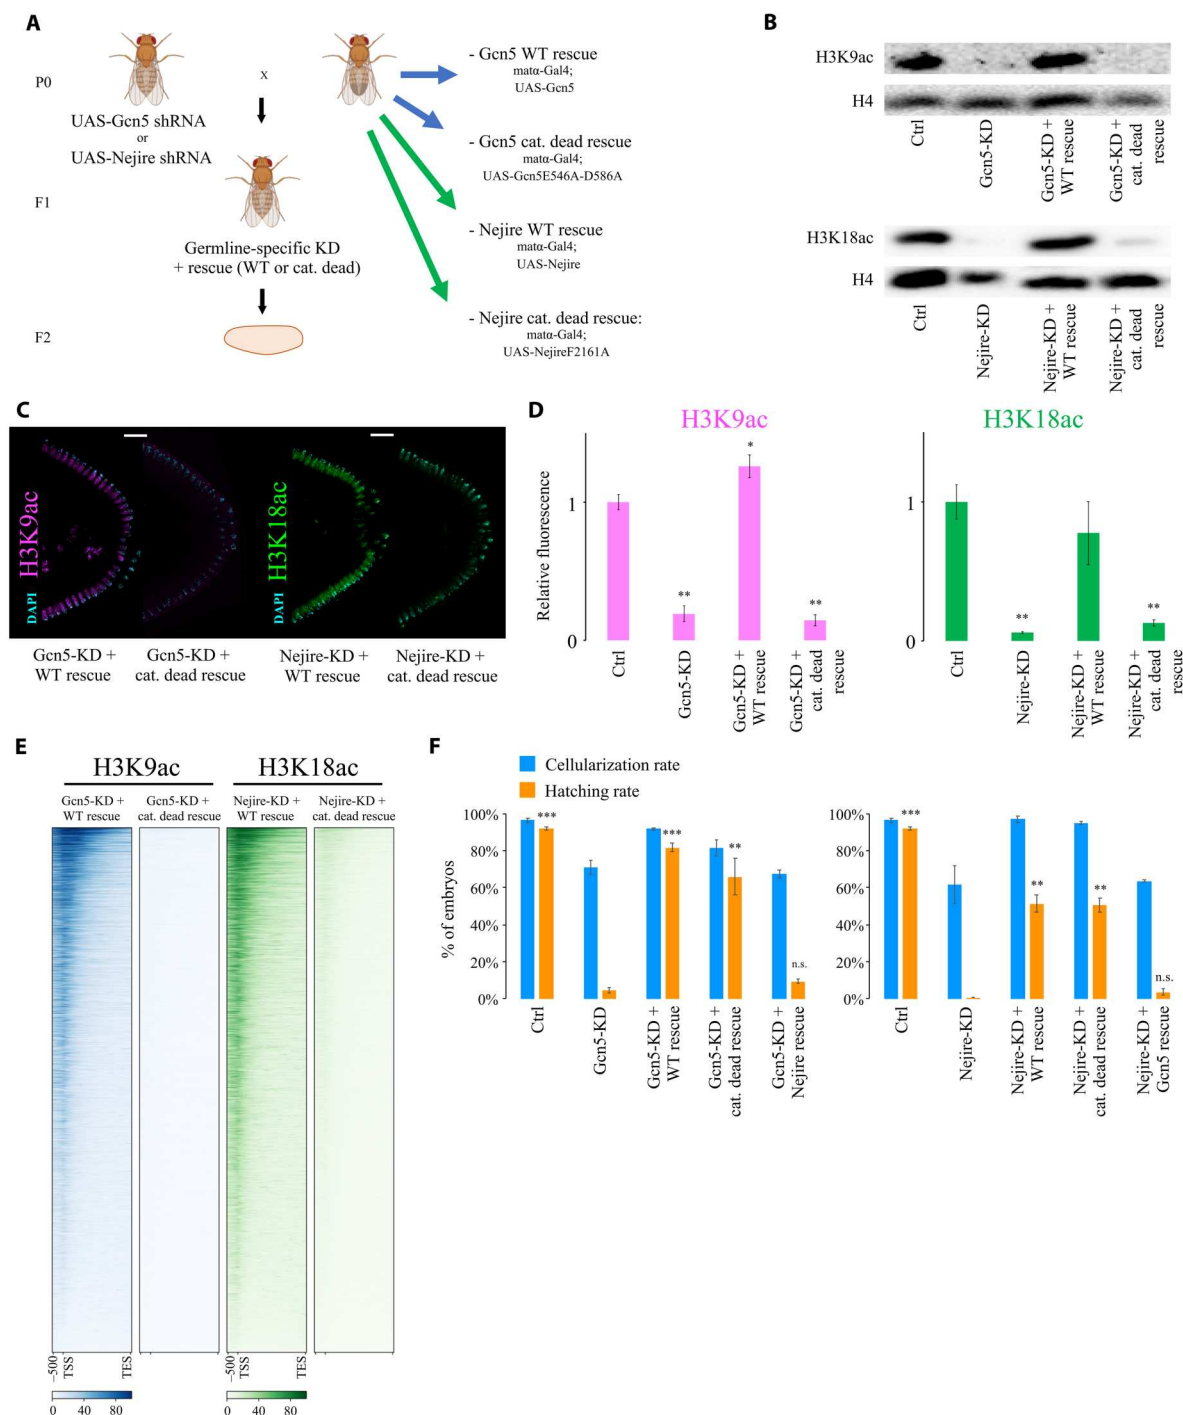 A
P0
X
UAS-Gcn5 shRNA
or
UAS-Nejire shRNA
F1
Germline-specific KD
+ rescue (WT or cat. dead)
F2
- Gcn5 WT rescue
matα-Gal4;
UAS-Gcn5
- Gcn5 cat. dead rescue
matα-Gal4;
UAS-Gcn5E546A-D586A
- Nejire WT rescue
matα-Gal4;
UAS-Nejire
- Nejire cat. dead rescue:
matα-Gal4;
UAS-NejireF2161A
B
H3K9ac
H4
Ctrl
Gcn5-KD
Gcn5-KD +
WT rescue
Gcn5-KD +
cat. dead
rescue
H3K18ac
H4
Ctrl
Nejire-KD
Nejire-KD +
WT rescue
Nejire-KD +
cat. dead
rescue
C
DAPI H3K9ac
DAPI H3K18ac
Gcn5-KD +
WT rescue
Gcn5-KD +
cat. dead rescue
Nejire-KD +
WT rescue
Nejire-KD +
cat. dead rescue
D
H3K9ac
Relative fluorescence
1
0
**
*
**
Ctrl
Gcn5-KD
Gcn5-KD +
WT rescue
Gcn5-KD +
cat. dead
rescue
H3K18ac
1
0
**
**
Ctrl
Nejire-KD
Nejire-KD +
WT rescue
Nejire-KD +
cat. dead
rescue
E
H3K9ac
H3K18ac
Gcn5-KD +
WT rescue
Gcn5-KD +
cat. dead rescue
Nejire-KD +
WT rescue
Nejire-KD +
cat. dead rescue
−500
TSS
TES
−500
TSS
TES
0 40 80
0 40 80
F
Cellularization rate
Hatching rate
% of embryos
100%
80%
60%
40%
20%
0%
***
***
**
n.s.
Ctrl
Gcn5-KD
Gcn5-KD +
WT rescue
Gcn5-KD +
cat. dead rescue
Gcn5-KD +
Nejire rescue
100%
80%
60%
40%
20%
0%
***
**
**
n.s.
Ctrl
Nejire-KD
Nejire-KD +
WT rescue
Nejire-KD +
cat. dead rescue
Nejire-KD +
Gcn5 rescue